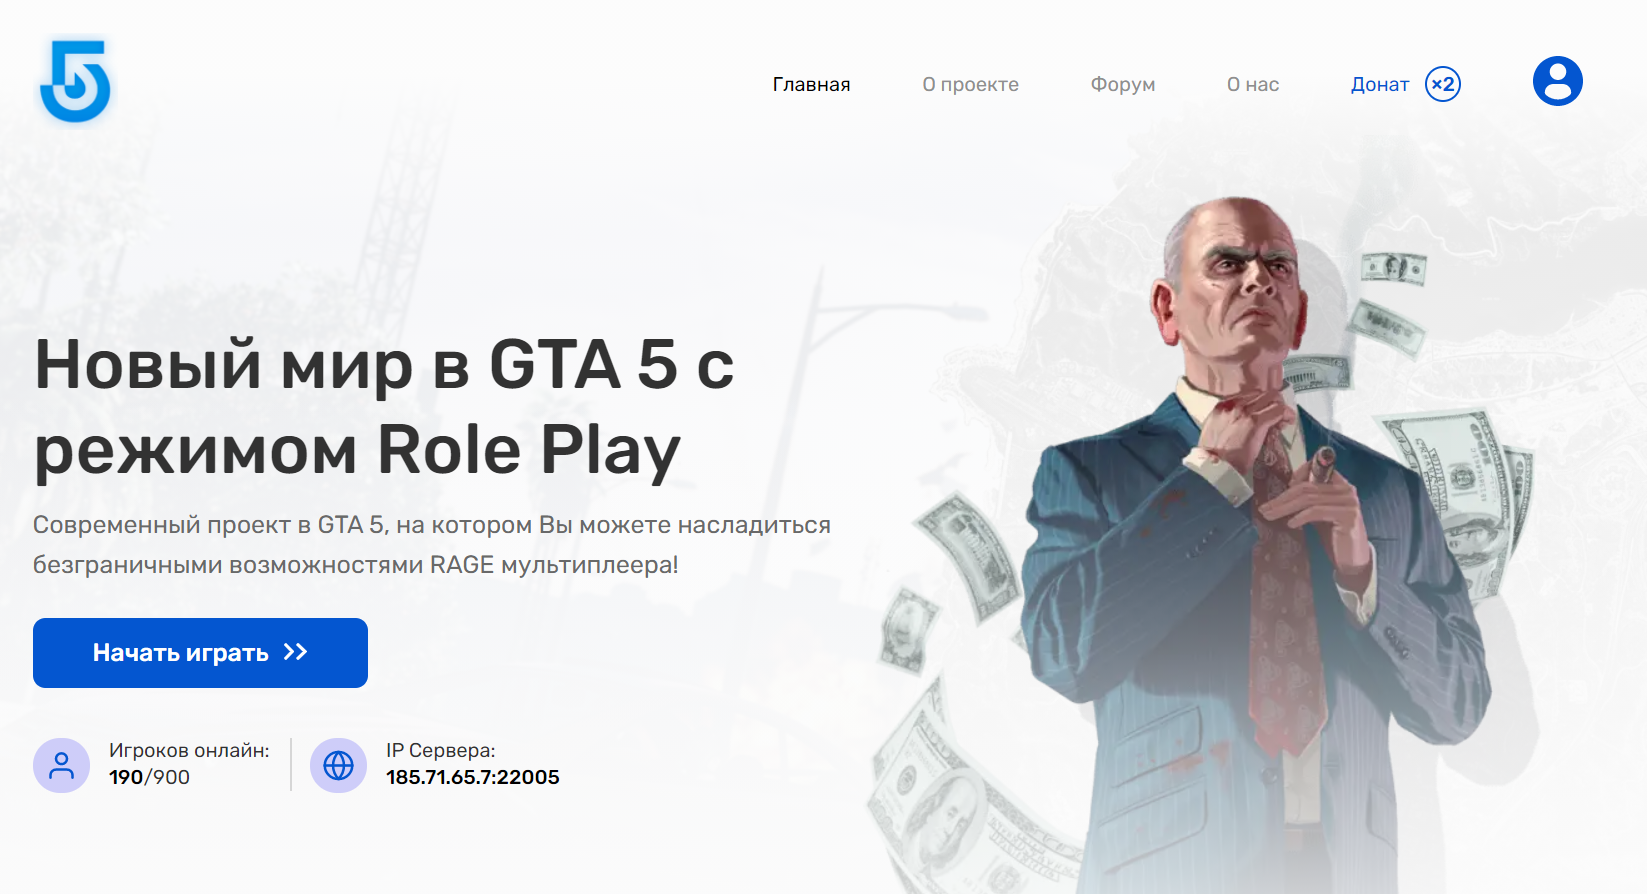 5
Главная О проекте Форум О нас Донат ×2
Новый мир в GTA 5 с
режимом Role Play
Современный проект в GTA 5, на котором Вы можете насладиться
безграничными возможностями RAGE мультиплеера!
Начать играть
Игроков онлайн:
190/900
IP Сервера:
185.71.65.7:22005